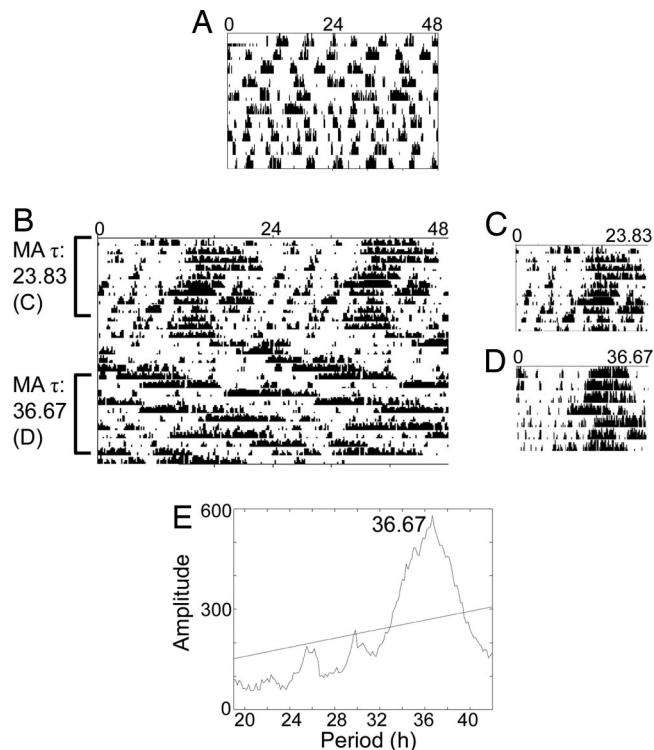 A
0 24 48
B
0 24 48
MA τ:
23.83
(C)
MA τ:
36.67
(D)
C
0 23.83
D
0 36.67
E
600
300
0
Amplitude
36.67
20 24 28 32 36 40
Period (h)